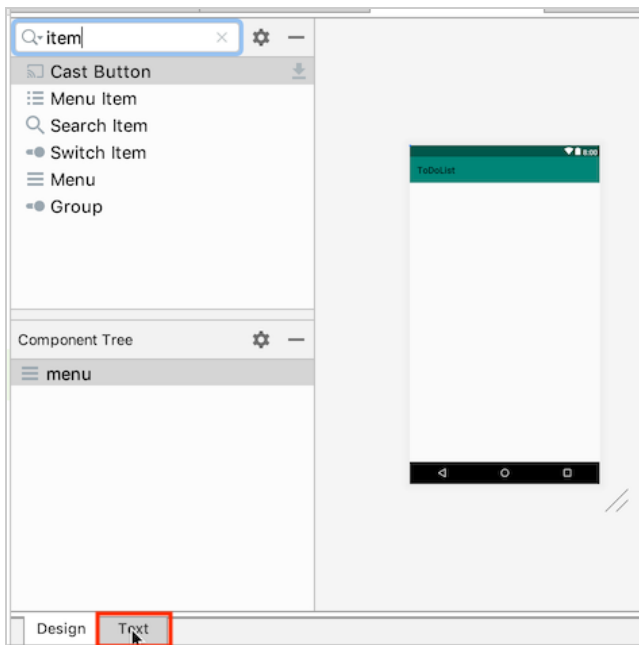 item
Cast Button
Menu Item
Search Item
Switch Item
Menu
Group
8:00
ToDoList
Component Tree
menu
Design
Text